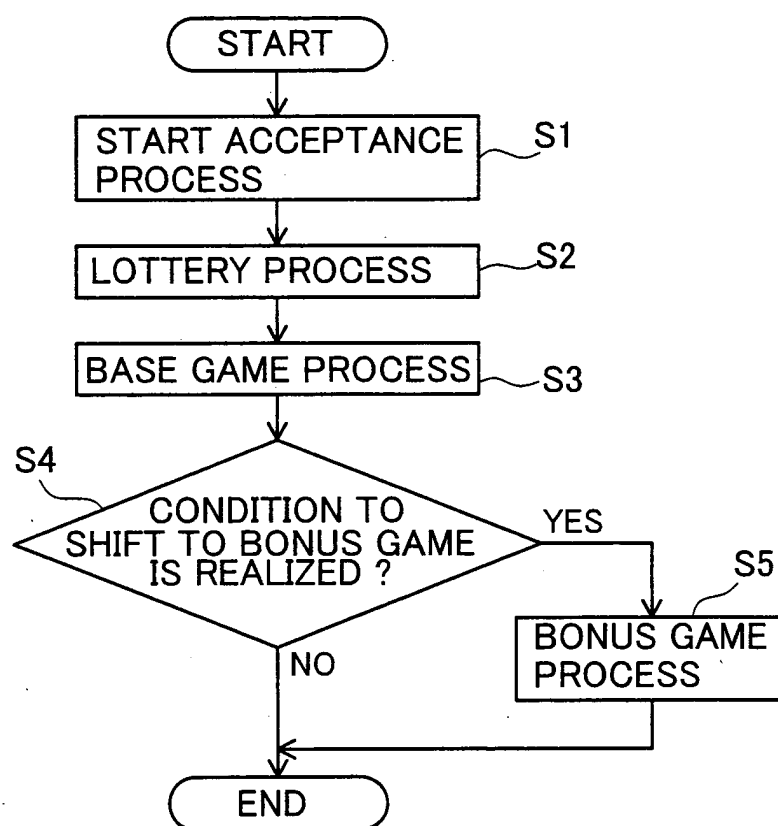 START
START ACCEPTANCE
PROCESS
S1
LOTTERY PROCESS
S2
BASE GAME PROCESS
S3
S4
CONDITION TO
SHIFT TO BONUS GAME
IS REALIZED ?
YES
NO
S5
BONUS GAME
PROCESS
END